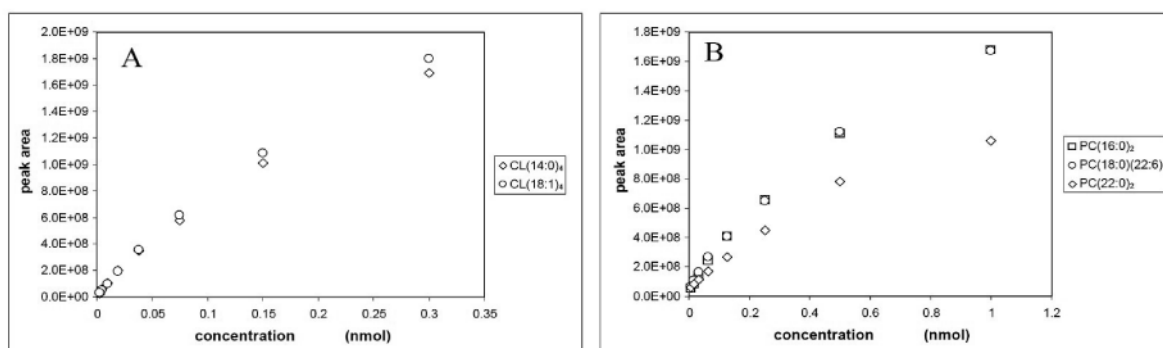 A
2.0E+09
1.8E+09
1.6E+09
1.4E+09
1.2E+09
1.0E+09
8.0E+08
6.0E+08
4.0E+08
2.0E+08
0.0E+00
peak area
0 0.05 0.1 0.15 0.2 0.25 0.3 0.35
concentration (nmol)
CL(14:0)₄
CL(18:1)₄
B
1.8E+09
1.6E+09
1.4E+09
1.2E+09
1.0E+09
8.0E+08
6.0E+08
4.0E+08
2.0E+08
0.0E+00
peak area
0 0.2 0.4 0.6 0.8 1 1.2
concentration (nmol)
PC(16:0)₂
PC(18:0)(22:6)
PC(22:0)₂